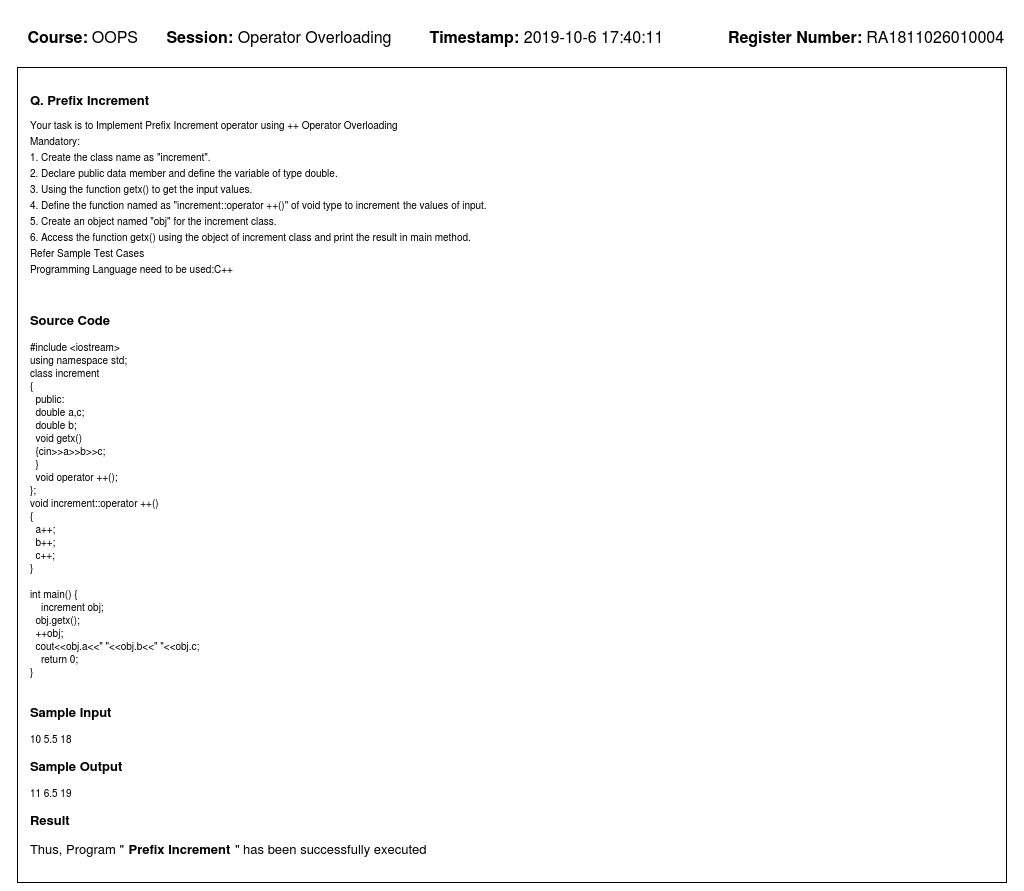 Course: OOPS Session: Operator Overloading Timestamp: 2019-10-6 17:40:11 Register Number: RA1811026010004
Q. Prefix Increment
Your task is to Implement Prefix Increment operator using ++ Operator Overloading
Mandatory:
1. Create the class name as "increment".
2. Declare public data member and define the variable of type double.
3. Using the function getx() to get the input values.
4. Define the function named as "increment::operator ++()" of void type to increment the values of input.
5. Create an object named "obj" for the increment class.
6. Access the function getx() using the object of increment class and print the result in main method.
Refer Sample Test Cases
Programming Language need to be used:C++
Source Code
#include <iostream>
using namespace std;
class increment
{
public:
double a,c;
double b;
void getx()
{cin>>a>>b>>c;
}
void operator ++();
};
void increment::operator ++()
{
a++;
b++;
c++;
}
int main() {
increment obj;
obj.getx();
++obj;
cout<<obj.a<<" "<<obj.b<<" "<<obj.c;
return 0;
}
Sample Input
10 5.5 18
Sample Output
11 6.5 19
Result
Thus, Program " Prefix Increment " has been successfully executed